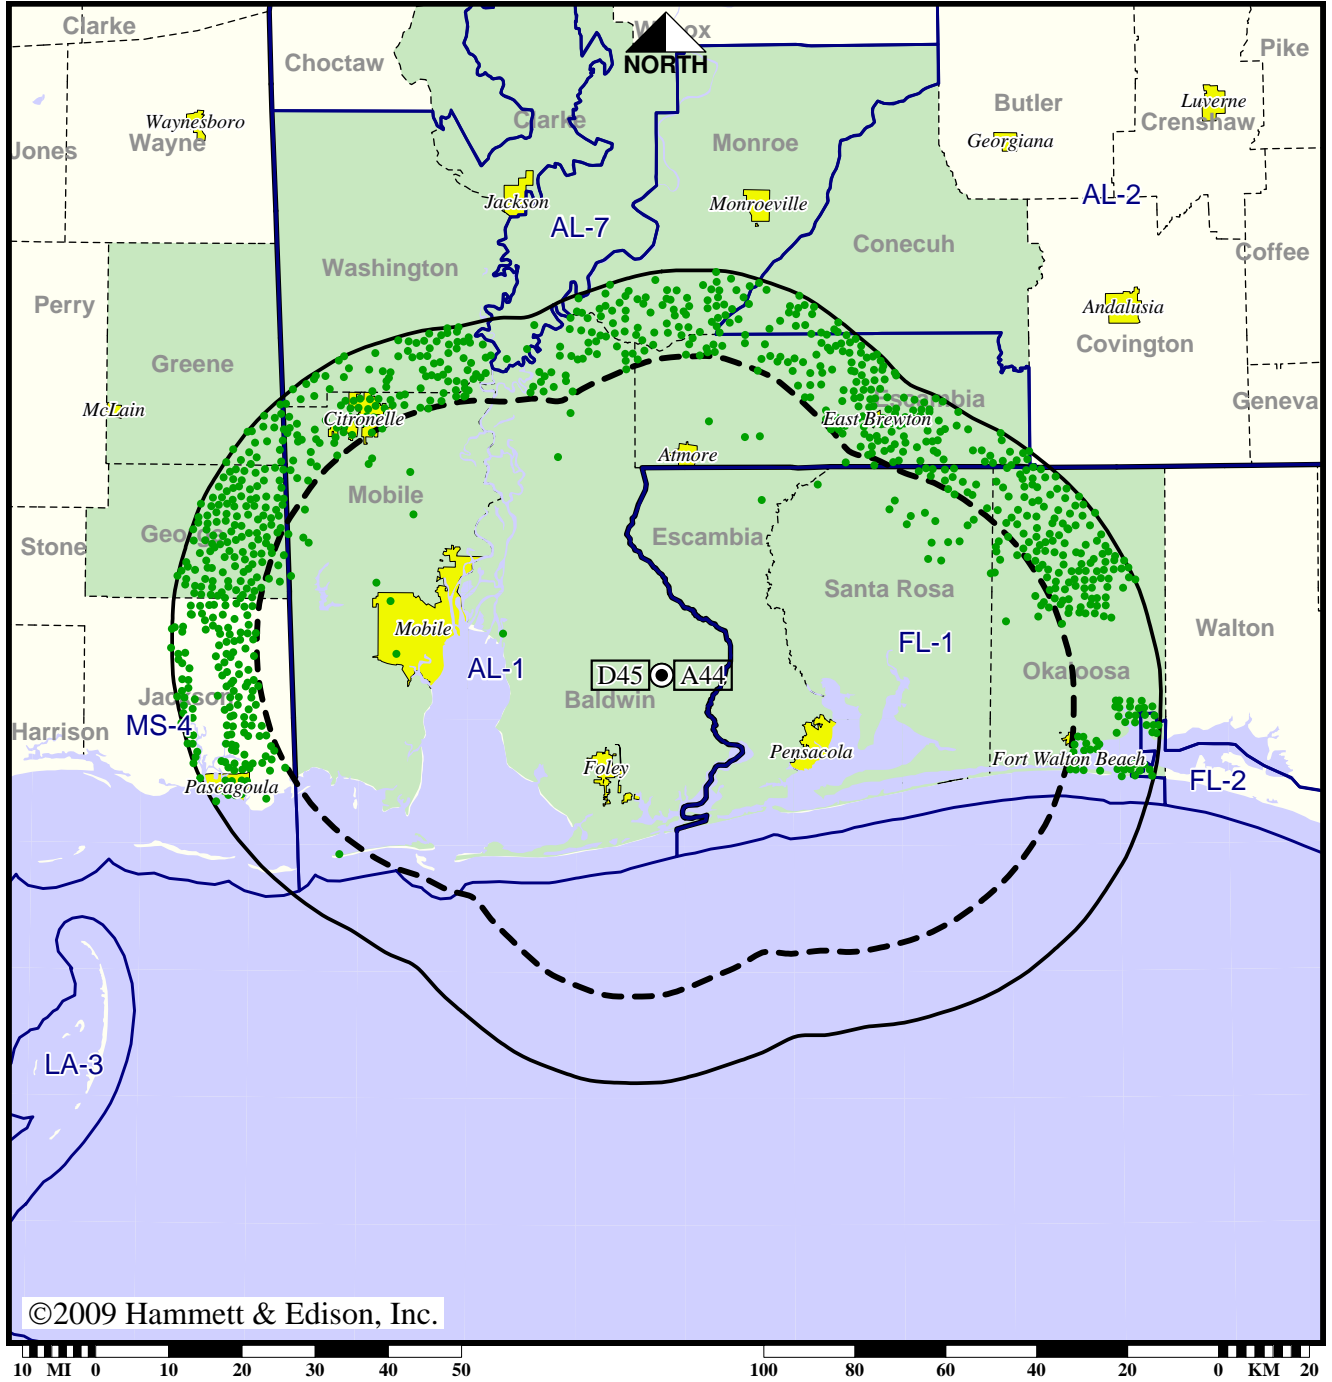 Clarke
Wilcox
Choctaw
NORTH
Pike
Butler
Luverne
Waynesboro
Clarke
Crenshaw
Jones
Wayne
Monroe
Georgiana
Jackson
Monroeville
AL-2
AL-7
Conecuh
Coffee
Washington
Perry
Andalusia
Covington
Greene
McLain
Citronelle
Escambia
East Brewton
Geneva
Atmore
Mobile
Stone
George
Escambia
Santa Rosa
Mobile
Walton
FL-1
AL-1
D45
A44
Okaloosa
Jackson
Baldwin
MS-4
Harrison
Pensacola
Foley
Fort Walton Beach
Pascagoula
FL-2
LA-3
©2009 Hammett & Edison, Inc.
10 MI 0 10 20 30 40 50 100 80 60 40 20 0 KM 20